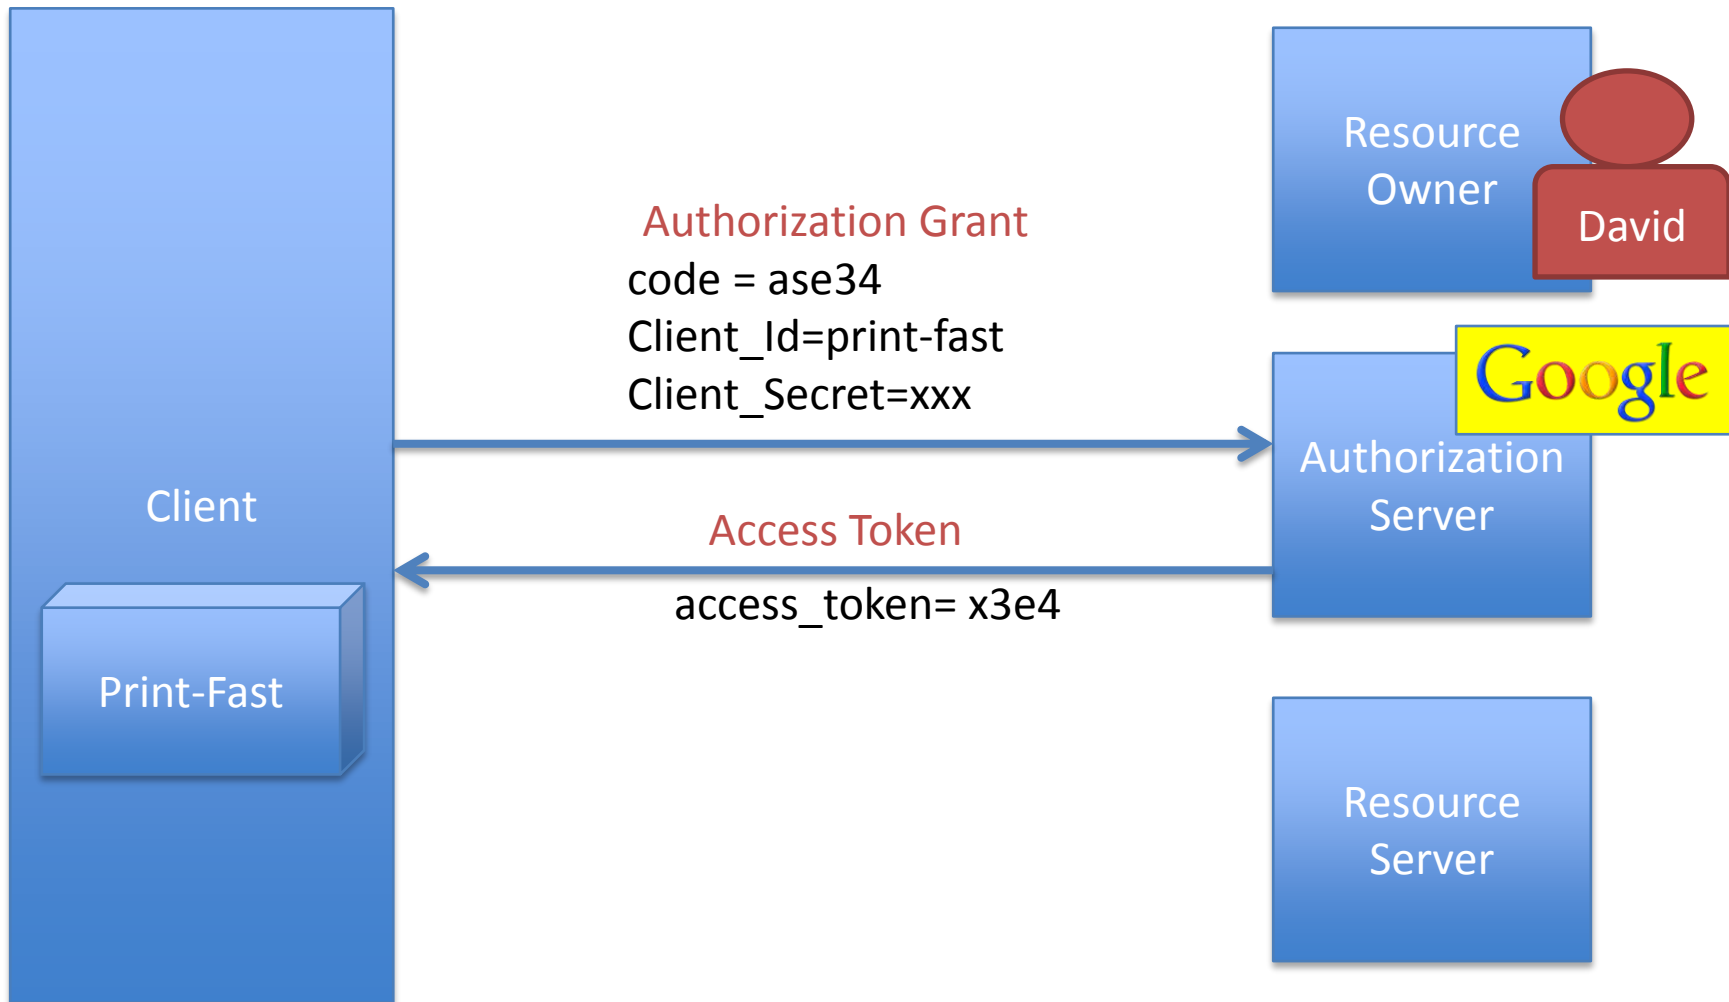 Resource
Owner
David
Authorization Grant
code = ase34
Client_Id=print-fast
Client_Secret=xxx
Google
Authorization
Server
Client
Access Token
access_token= x3e4
Print-Fast
Resource
Server